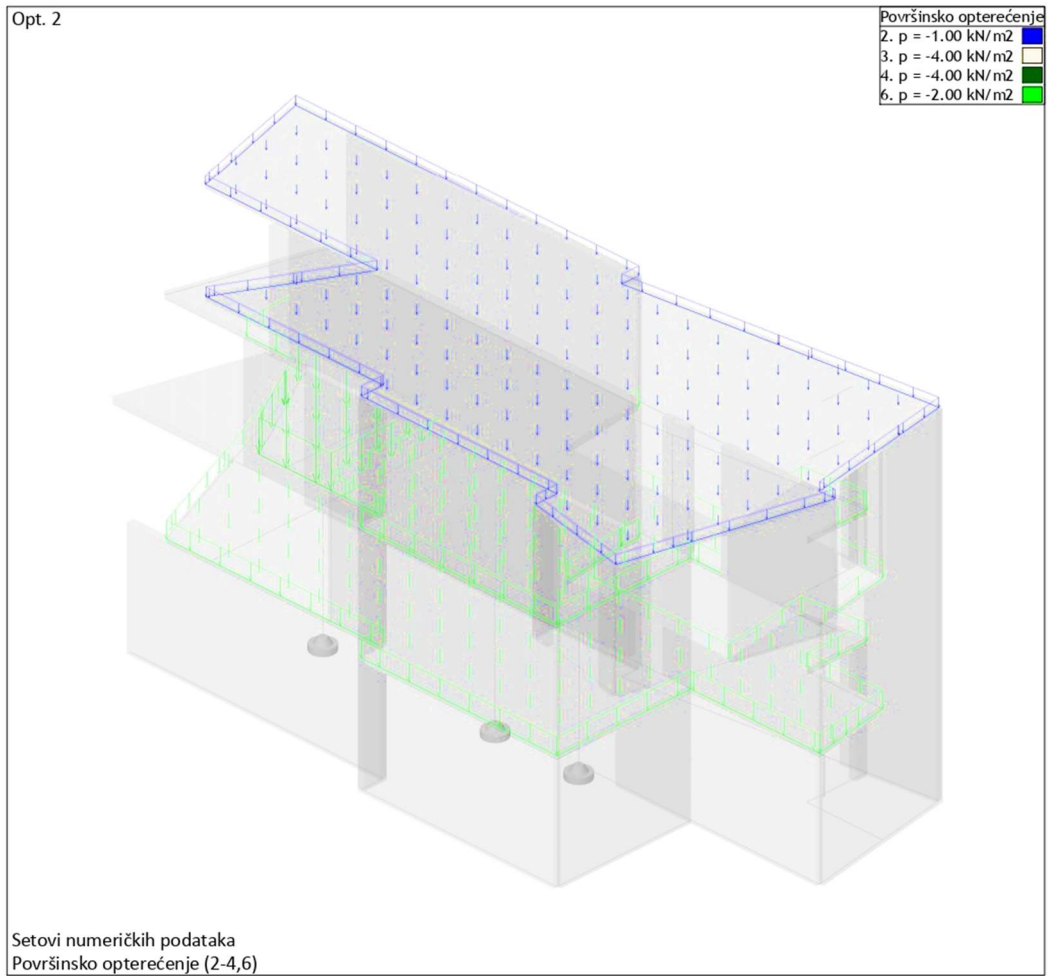 Opt. 2
Površinsko opterećenje
2. p = -1.00 kN/m2
3. p = -4.00 kN/m2
4. p = -4.00 kN/m2
6. p = -2.00 kN/m2
Setovi numeričkih podataka
Površinsko opterećenje (2-4,6)